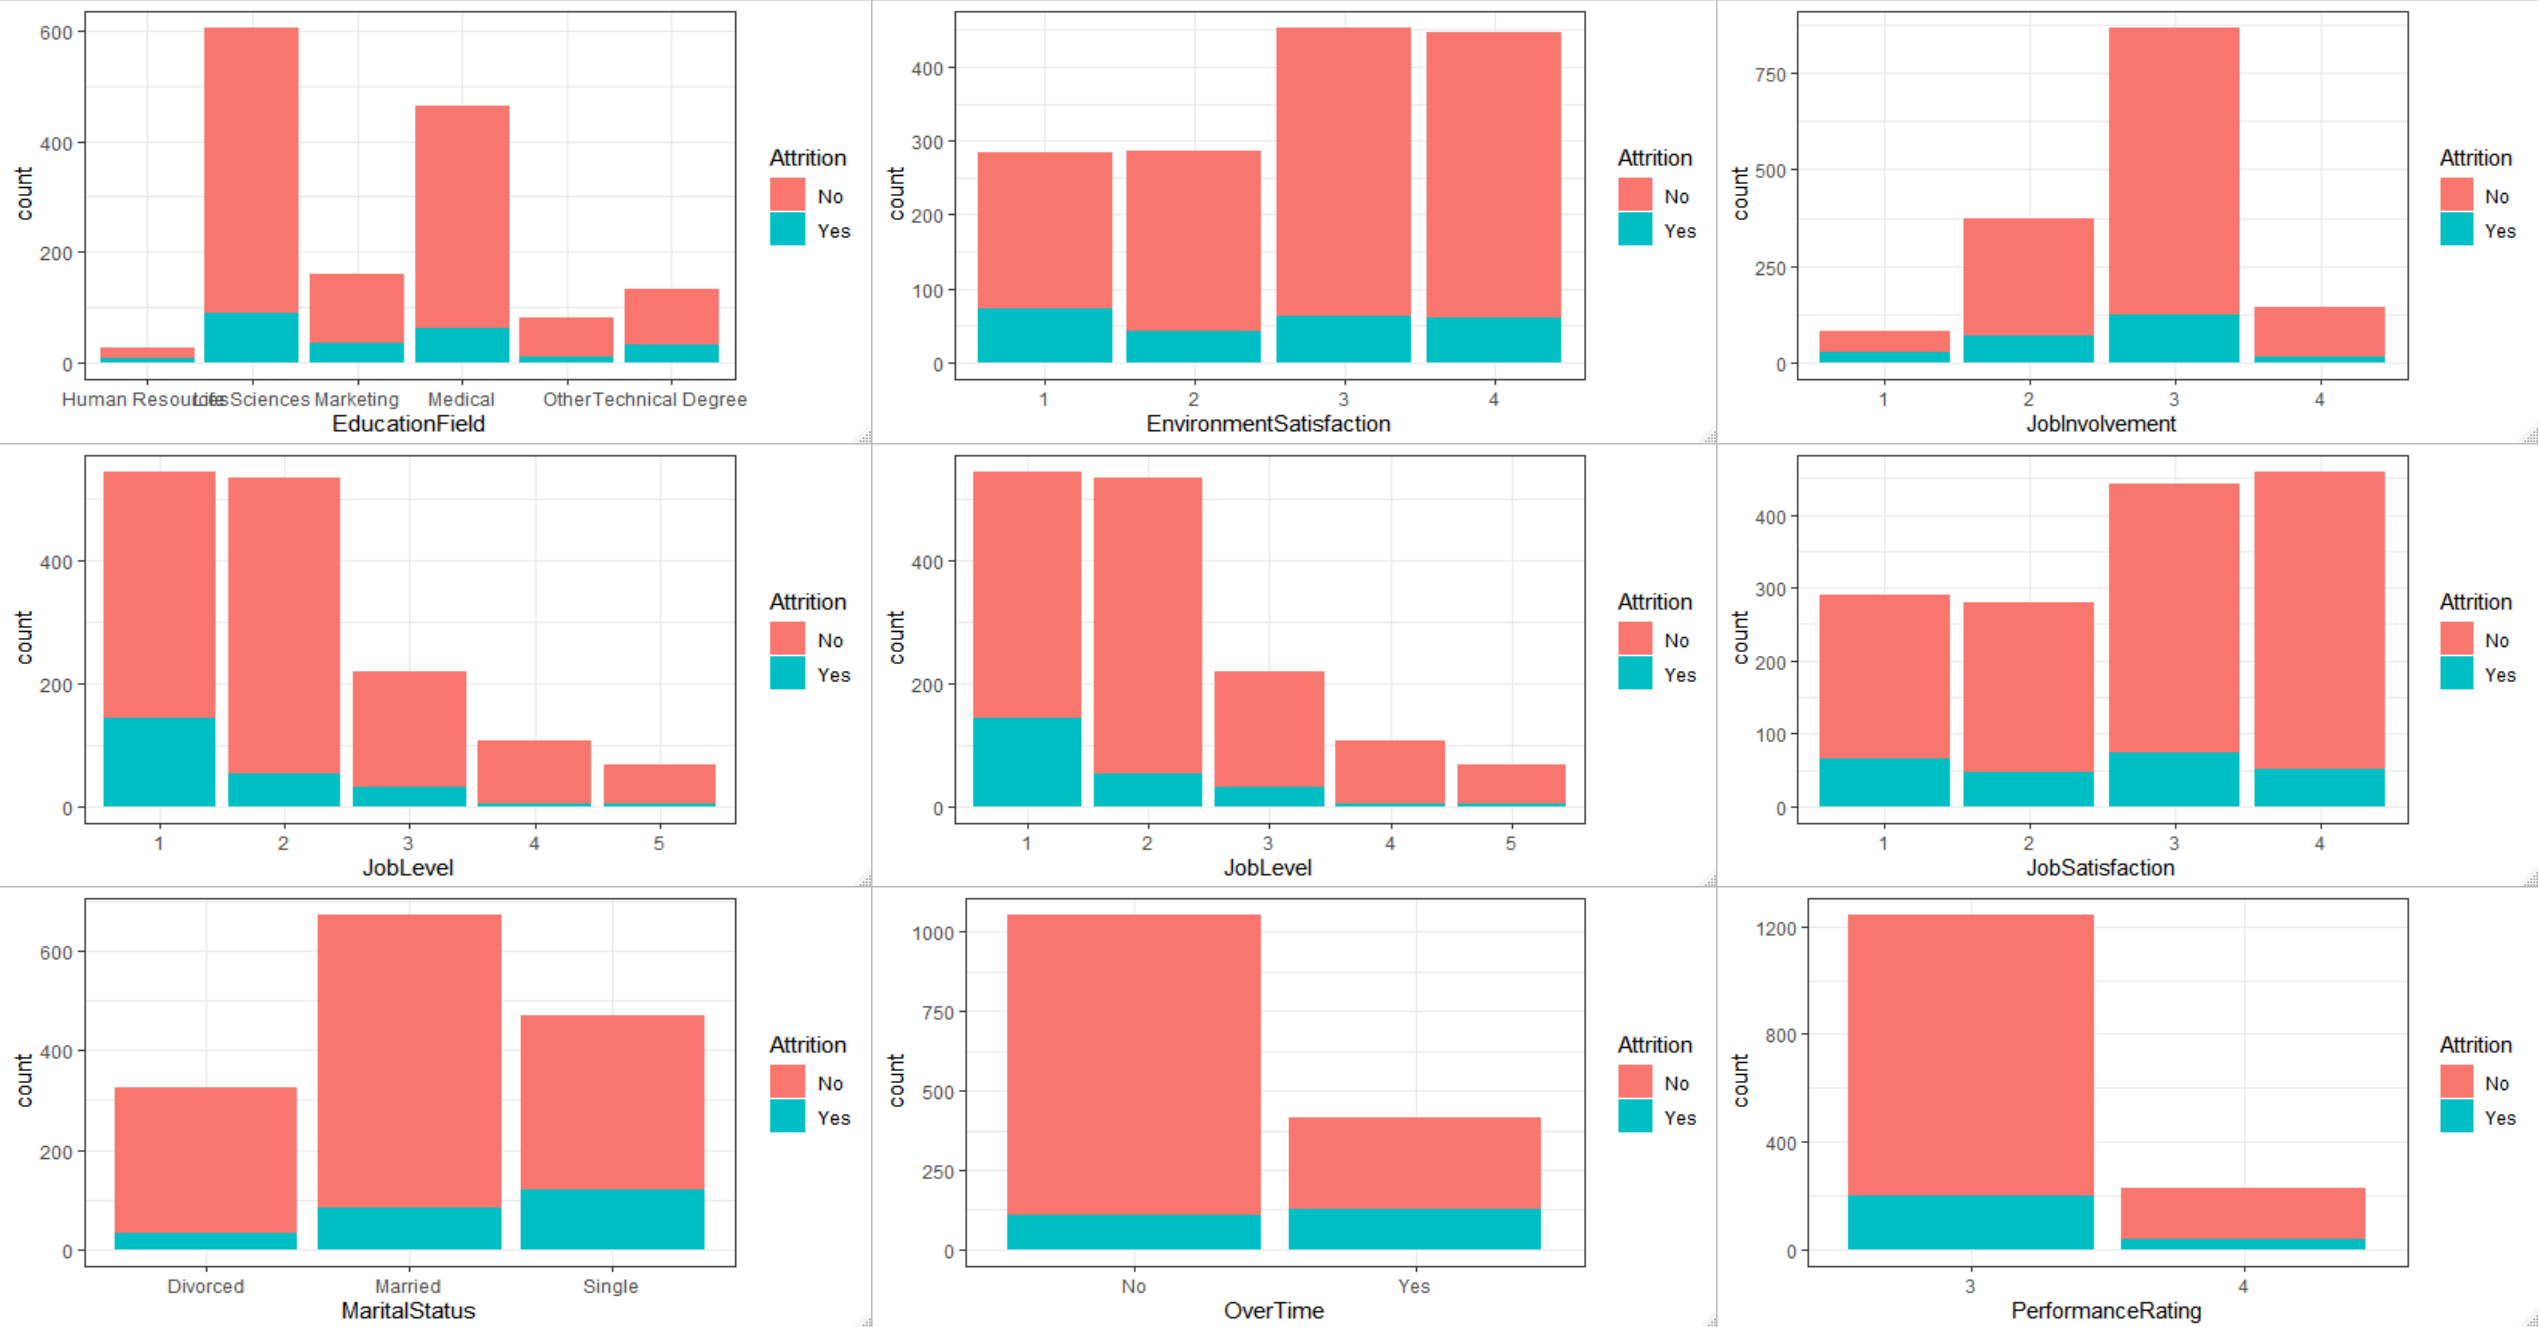 600
400
200
0
count
Human Resources Life Sciences Marketing Medical Other Technical Degree
EducationField
Attrition
No
Yes
400
300
200
100
0
count
1 2 3 4
EnvironmentSatisfaction
Attrition
No
Yes
750
500
250
0
count
1 2 3 4
JobInvolvement
Attrition
No
Yes
400
200
0
count
1 2 3 4 5
JobLevel
Attrition
No
Yes
400
200
0
count
1 2 3 4 5
JobLevel
Attrition
No
Yes
400
300
200
100
0
count
1 2 3 4
JobSatisfaction
Attrition
No
Yes
600
400
200
0
count
Divorced Married Single
MaritalStatus
Attrition
No
Yes
1000
750
500
250
0
count
No Yes
OverTime
Attrition
No
Yes
1200
800
400
0
count
3 4
PerformanceRating
Attrition
No
Yes